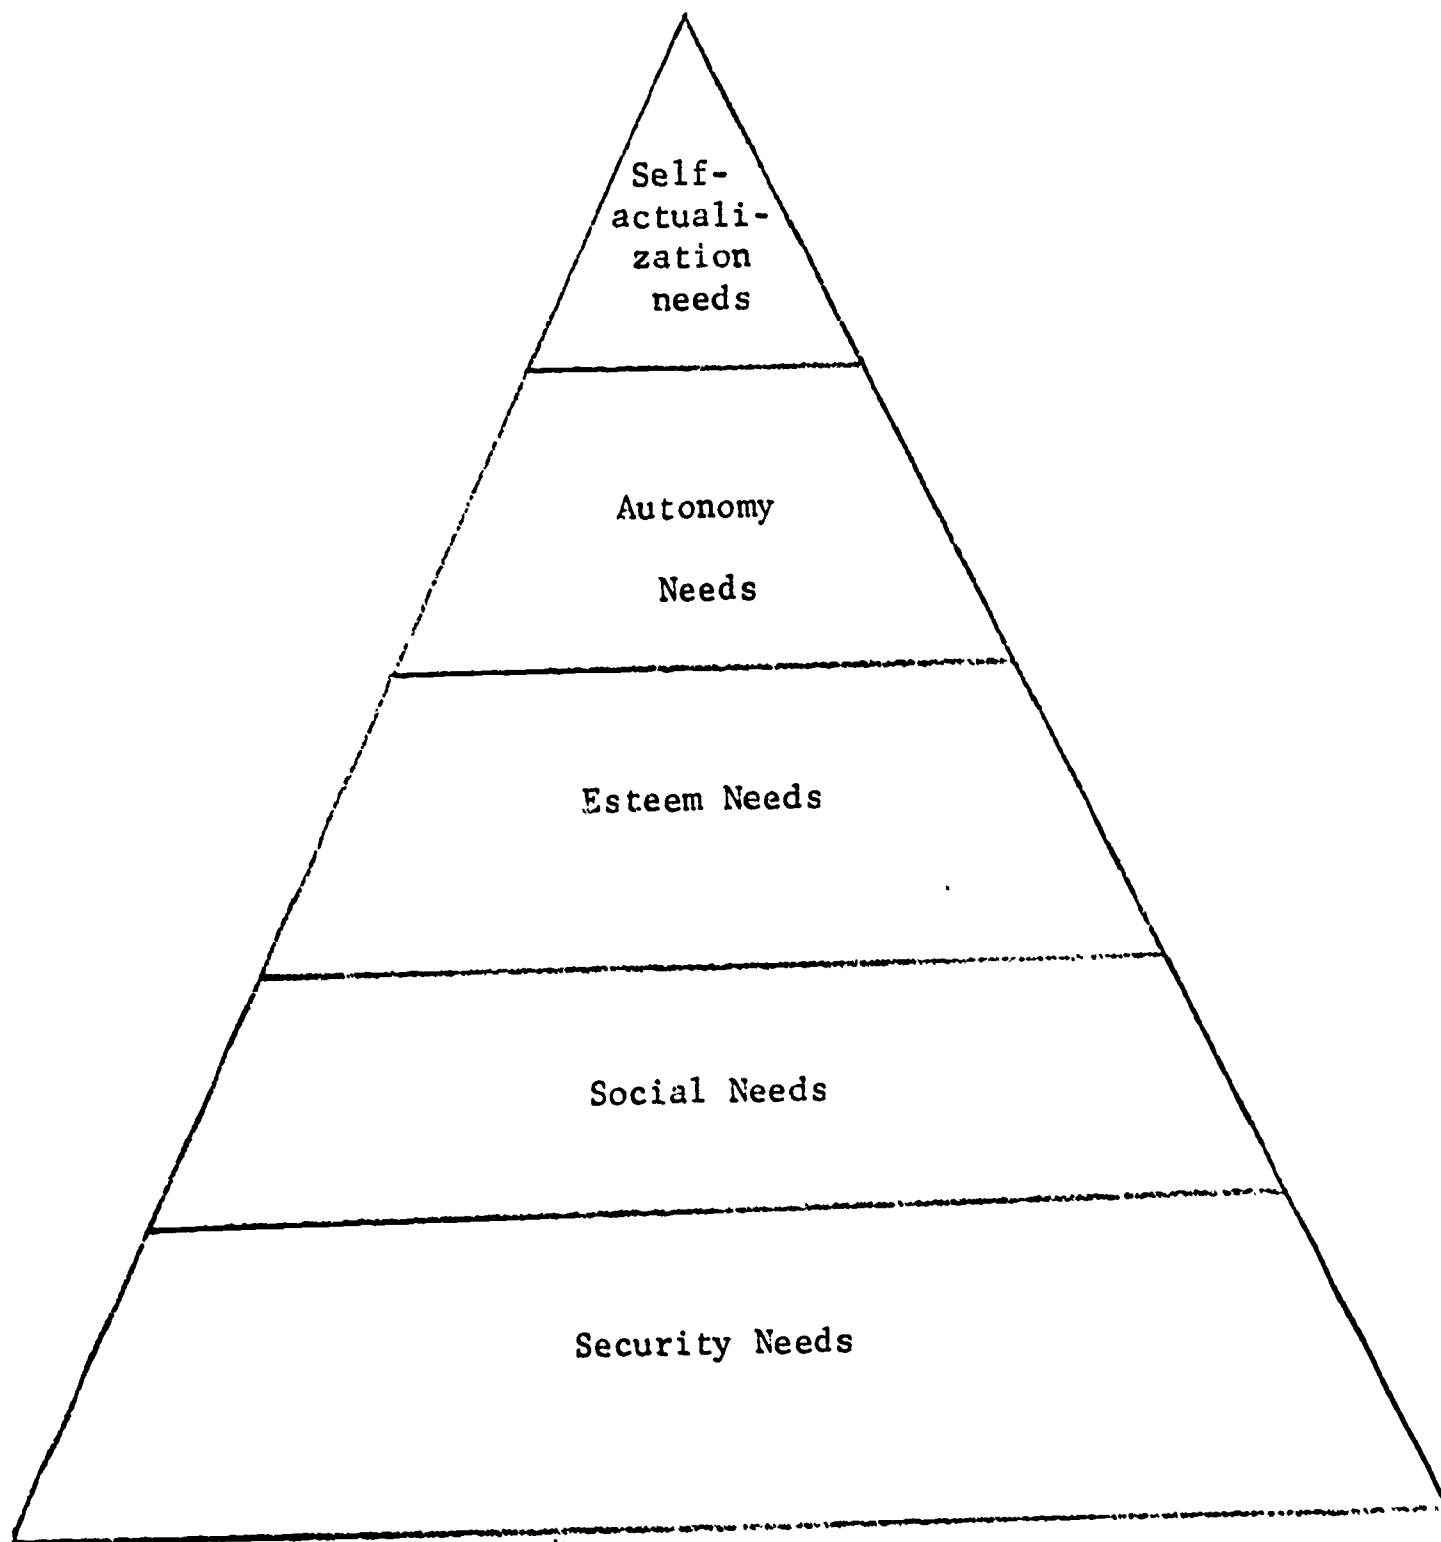 Self-
actuali-
zation
needs
Autonomy
Needs
Esteem Needs
Social Needs
Security Needs